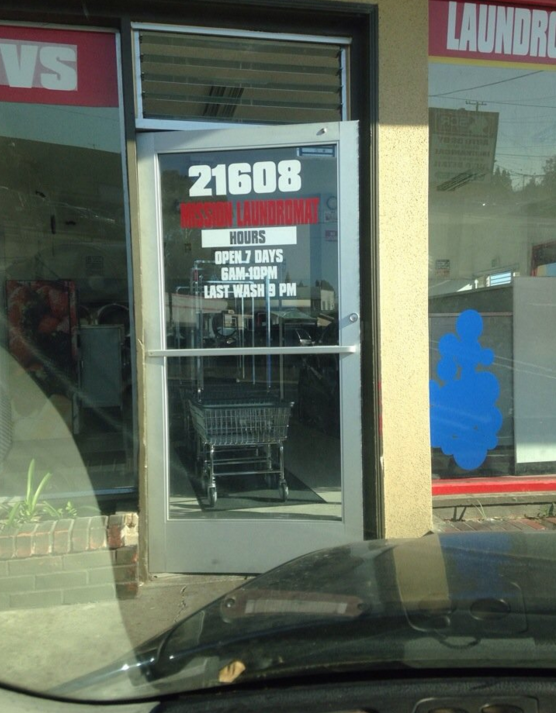 VS
LAUNDRO
21608
MISSION LAUNDROMAT
HOURS
OPEN 7 DAYS
6AM-10PM
LAST WASH 9 PM